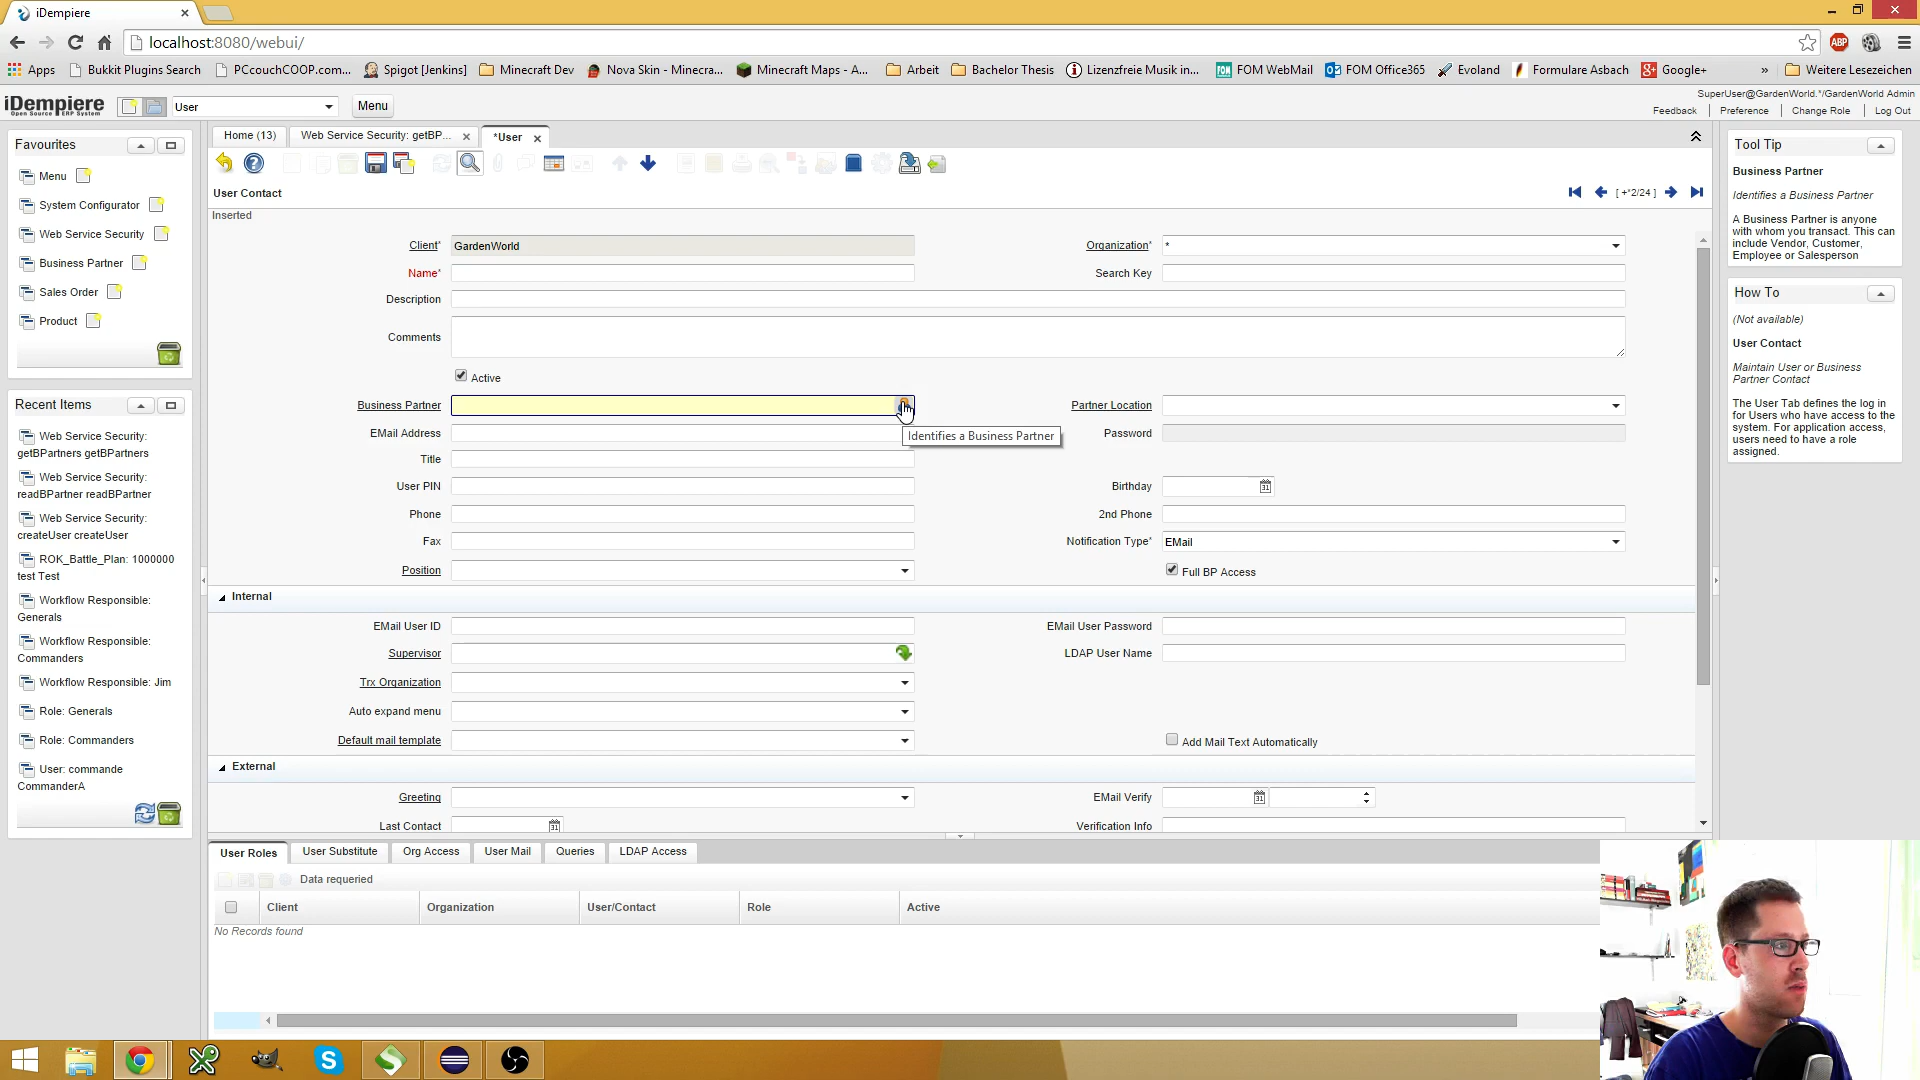 iDempiere
localhost:8080/webui/
Apps Bukkit Plugins Search PCcouchCOOP.com... Spigot [Jenkins] Minecraft Dev Nova Skin - Minecra... Minecraft Maps - A... Arbeit Bachelor Thesis Lizenzfreie Musik in... FOM WebMail FOM Office365 Evoland Formulare Asbach Google+ » Weitere Lesezeichen
ABP
iDempiere
Open Source ERP System
User
Menu
SuperUser@GardenWorld.*/GardenWorld Admin
Feedback | Preference | Change Role | Log Out
Favourites
Menu
System Configurator
Web Service Security
Business Partner
Sales Order
Product
Recent Items
Web Service Security:
getBPartners getBPartners
Web Service Security:
readBPartner readBPartner
Web Service Security:
createUser createUser
ROK_Battle_Plan: 1000000
test Test
Workflow Responsible:
Generals
Workflow Responsible:
Commanders
Workflow Responsible: Jim
Role: Generals
Role: Commanders
User: commande
CommanderA
Home (13) Web Service Security: getBP... *User
User Contact
[ +*2/24 ]
Inserted
Client* GardenWorld Organization* *
Name* Search Key
Description
Comments
Active
Business Partner Partner Location
Identifies a Business Partner
EMail Address Password
Title
User PIN Birthday 31
Phone 2nd Phone
Fax Notification Type* EMail
Position Full BP Access
Internal
EMail User ID EMail User Password
Supervisor LDAP User Name
Trx Organization
Auto expand menu
Default mail template Add Mail Text Automatically
External
Greeting EMail Verify 31
Last Contact 31 Verification Info
User Roles User Substitute Org Access User Mail Queries LDAP Access
Data requeried
Client Organization User/Contact Role Active
No Records found
Tool Tip
Business Partner
Identifies a Business Partner
A Business Partner is anyone
with whom you transact. This can
include Vendor, Customer,
Employee or Salesperson
How To
(Not available)
User Contact
Maintain User or Business
Partner Contact
The User Tab defines the log in
for Users who have access to the
system. For application access,
users need to have a role
assigned.